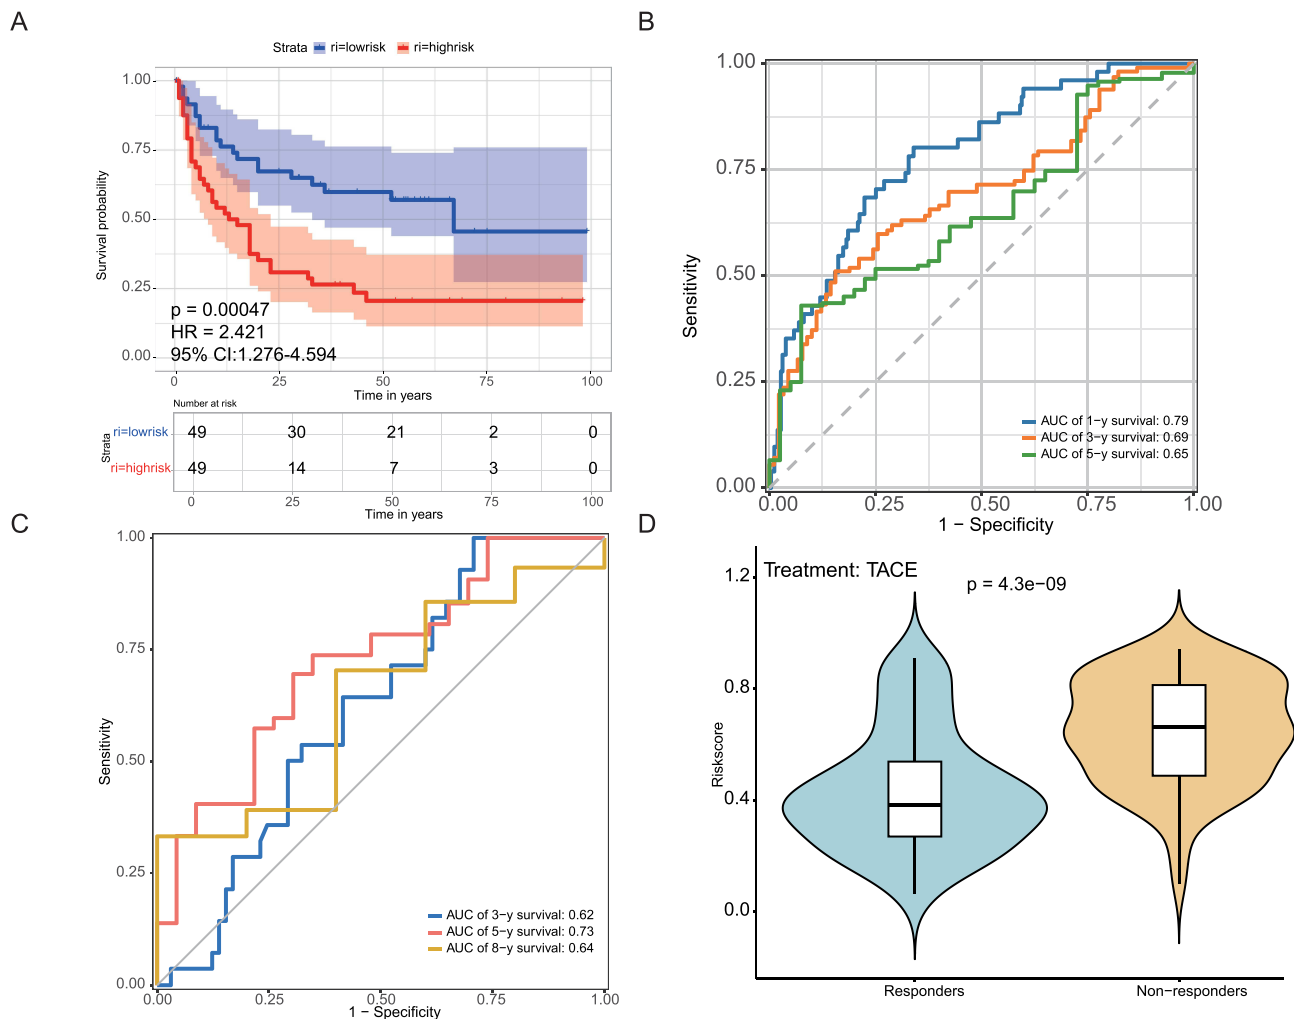 A
Strata ri=lowrisk ri=highrisk
Survival probability
1.00
0.75
0.50
0.25
0.00
p = 0.00047
HR = 2.421
95% CI:1.276-4.594
0 25 50 75 100
Time in years
Number at risk
Strata
ri=lowrisk 49 30 21 2 0
ri=highrisk 49 14 7 3 0
0 25 50 75 100
Time in years
B
Sensitivity
1.00
0.75
0.50
0.25
0.00
AUC of 1−y survival: 0.79
AUC of 3−y survival: 0.69
AUC of 5−y survival: 0.65
0.00 0.25 0.50 0.75 1.00
1 − Specificity
C
Sensitivity
1.00
0.75
0.50
0.25
0.00
AUC of 3−y survival: 0.62
AUC of 5−y survival: 0.73
AUC of 8−y survival: 0.64
0.00 0.25 0.50 0.75 1.00
1 − Specificity
D
Treatment: TACE
p = 4.3e−09
Riskscore
1.2
0.8
0.4
0.0
Responders Non−responders